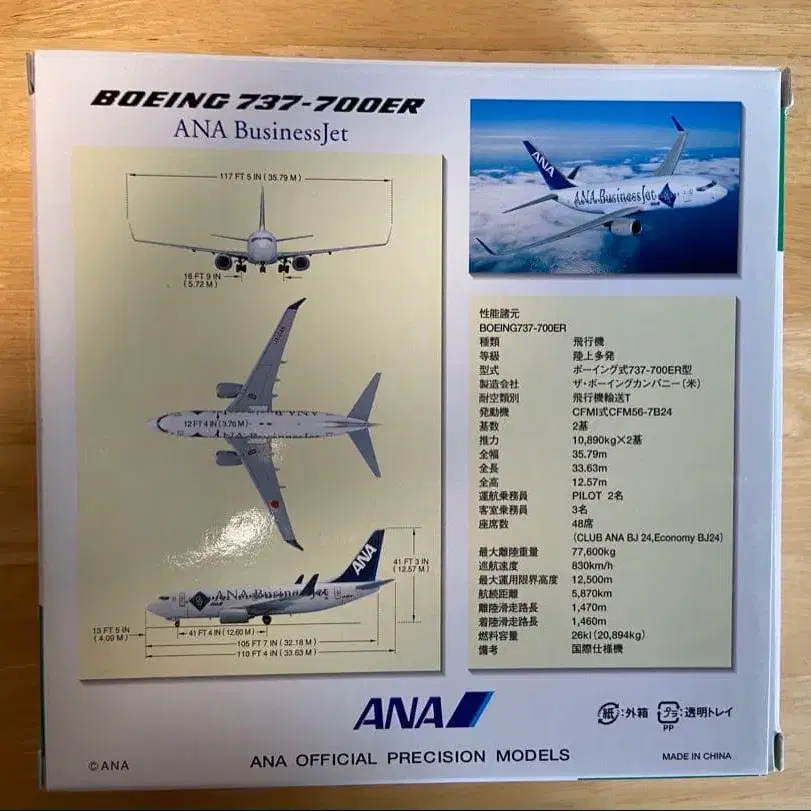 BOEING 737-700ER
ANA BusinessJet
117 FT 5 IN (35.79 M)
18 FT 9 IN
(5.72 M)
12 FT 4 IN (3.76 M)
ANA BusinessJet
ANA
41 FT 3 IN
(12.57 M)
ANA BusinessJet
13 FT 5 IN
(4.09 M)
41 FT 4 IN (12.60 M)
105 FT 7 IN (32.18 M)
110 FT 4 IN (33.63 M)
ANA
ANA BusinessJet
性能諸元
BOEING737-700ER
種類 飛行機
等級 陸上多発
型式 ボーイング式737-700ER型
製造会社 ザ・ボーイングカンパニー(米)
耐空類別 飛行機輸送T
発動機 CFMI式CFM56-7B24
基数 2基
推力 10,890kg×2基
全幅 35.79m
全長 33.63m
全高 12.57m
運航乗務員 PILOT 2名
客室乗務員 3名
座席数 48席
(CLUB ANA BJ 24,Economy BJ24)
最大離陸重量 77,600kg
巡航速度 830km/h
最大運用限界高度 12,500m
航続距離 5,870km
離陸滑走路長 1,470m
着陸滑走路長 1,460m
燃料容量 26kl (20,894kg)
備考 国際仕様機
ANA
紙:外箱 プラ:透明トレイ
PP
©ANA
ANA OFFICIAL PRECISION MODELS
MADE IN CHINA